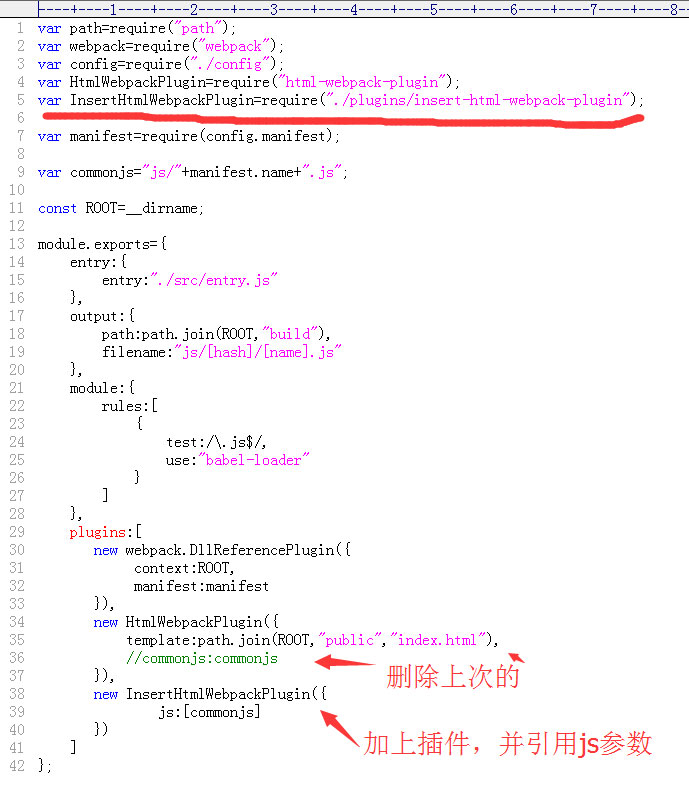 |----+----1----+----2----+----3----+----4----+----5----+----6----+----7----+----8--
1 var path=require("path");
2 var webpack=require("webpack");
3 var config=require("./config");
4 var HtmlWebpackPlugin=require("html-webpack-plugin");
5 var InsertHtmlWebpackPlugin=require("./plugins/insert-html-webpack-plugin");
6
7 var manifest=require(config.manifest);
8
9 var commonjs="js/"+manifest.name+".js";
10
11 const ROOT=__dirname;
12
13 module.exports={
14     entry:{
15         entry:"./src/entry.js"
16     },
17     output:{
18         path:path.join(ROOT,"build"),
19         filename:"js/[hash]/[name].js"
20     },
21     module:{
22         rules:[
23             {
24                 test:/\.js$/,
25                 use:"babel-loader"
26             }
27         ]
28     },
29     plugins:[
30        new webpack.DllReferencePlugin({
31             context:ROOT,
32             manifest:manifest
33        }),
34        new HtmlWebpackPlugin({
35            template:path.join(ROOT,"public","index.html"),
36            //commonjs:commonjs
删除上次的
37        }),
38        new InsertHtmlWebpackPlugin({
39                js:[commonjs]
40        })
加上插件，并引用js参数
41     ]
42 };